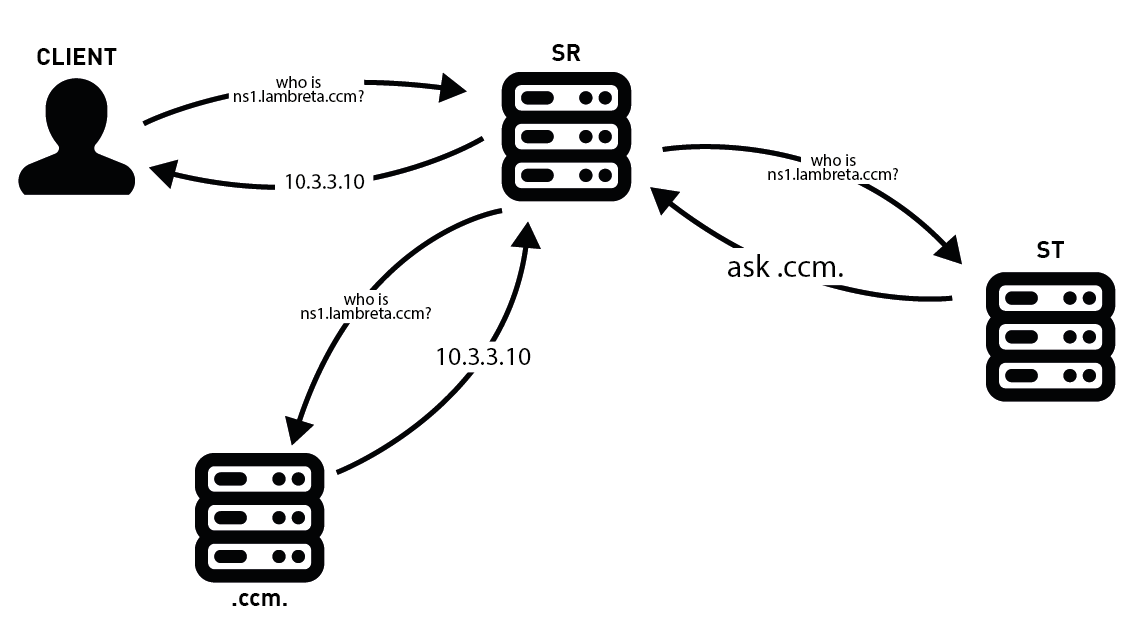 CLIENT
SR
who is
ns1.lambreta.ccm?
10.3.3.10
who is
ns1.lambreta.ccm?
ask .ccm.
ST
who is
ns1.lambreta.ccm?
10.3.3.10
.ccm.